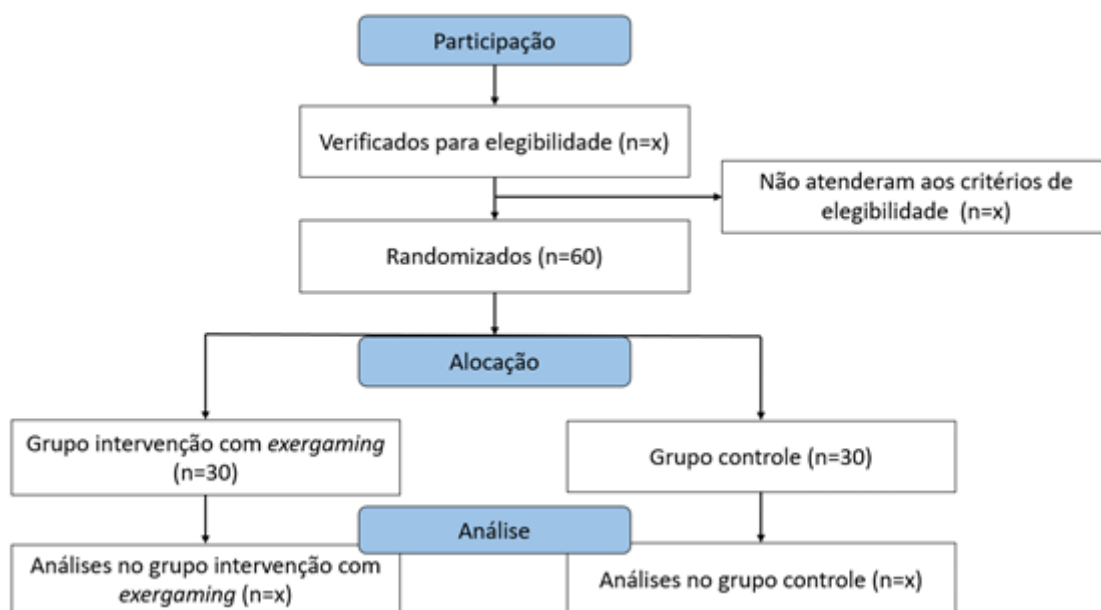 Participação
Verificados para elegibilidade (n=x)
Não atenderam aos critérios de
elegibilidade  (n=x)
Randomizados (n=60)
Alocação
Grupo intervenção com exergaming
(n=30)
Grupo controle (n=30)
Análise
Análises no grupo intervenção com
exergaming (n=x)
Análises no grupo controle (n=x)